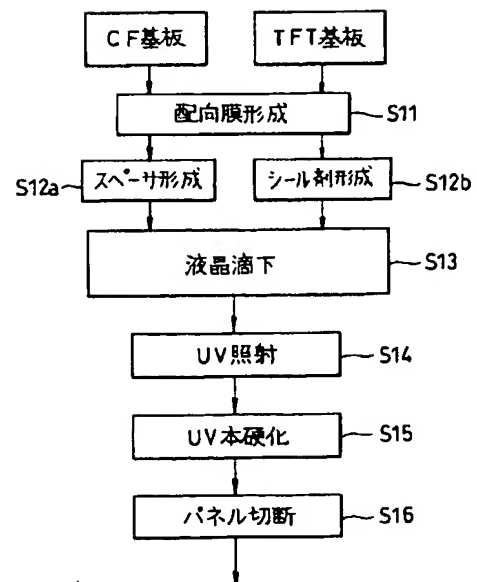 CF基板
TFT基板
配向膜形成
S11
S12a
スペーサ形成
シール剤形成
S12b
液晶滴下
S13
UV照射
S14
UV本硬化
S15
パネル切断
S16